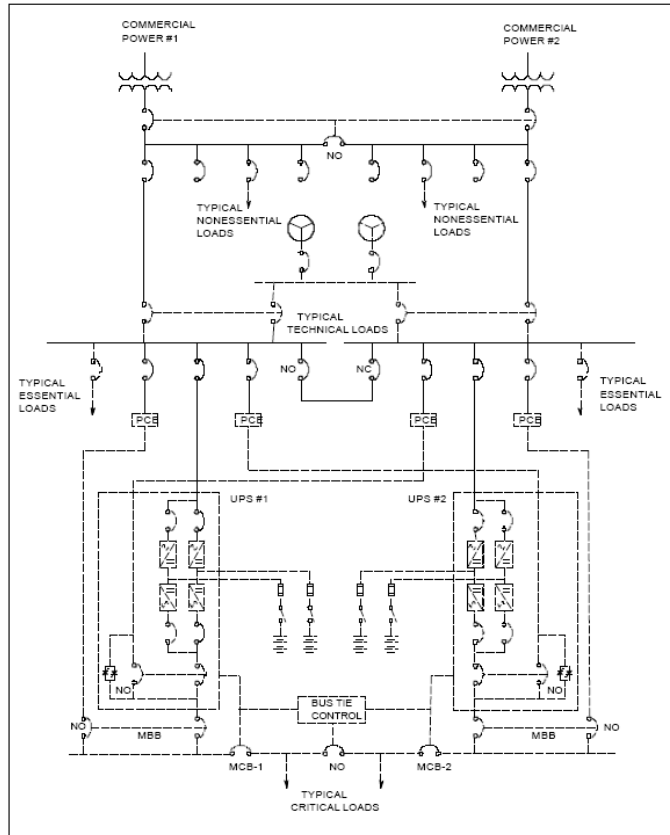 COMMERCIAL
POWER #1
COMMERCIAL
POWER #2
NO
TYPICAL
NONESSENTIAL
LOADS
TYPICAL
NONESSENTIAL
LOADS
TYPICAL
TECHNICAL LOADS
NO
NC
TYPICAL
ESSENTIAL
LOADS
TYPICAL
ESSENTIAL
LOADS
PCE
PCE
PCE
PCE
UPS #1
UPS #2
NO
NO
BUS TIE
CONTROL
NO
MBB
MBB
NO
MCB-1
NO
MCB-2
TYPICAL
CRITICAL LOADS